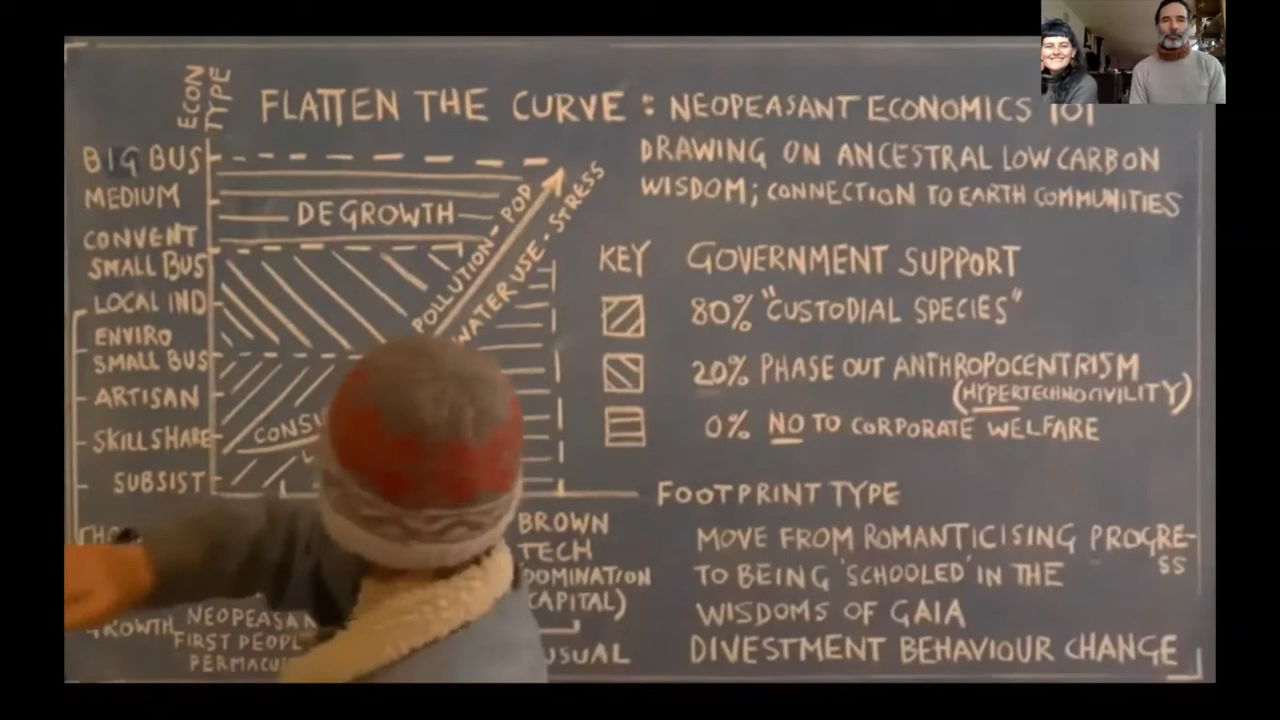 ECON TYPE
FLATTEN THE CURVE : NEOPEASANT ECONOMICS 101
DRAWING ON ANCESTRAL LOW CARBON
WISDOM; CONNECTION TO EARTH COMMUNITIES
BIG BUS
MEDIUM
CONVENT
SMALL BUS
LOCAL IND
ENVIRO
SMALL BUS
ARTISAN
SKILLSHARE
SUBSIST
DEGROWTH
POLLUTION - POD
WATER USE - STRESS
KEY GOVERNMENT SUPPORT
80% "CUSTODIAL SPECIES"
20% PHASE OUT ANTHROPOCENTRISM
(HYPERTECHNOCIVILITY)
0% NO TO CORPORATE WELFARE
FOOTPRINT TYPE
BROWN
TECH
DOMINATION
CAPITAL)
GROWTH
NEOPEASAN
FIRST PEOPL
PERMACU
USUAL
MOVE FROM ROMANTICISING PROGRE-
SS
TO BEING 'SCHOOLED' IN THE
WISDOMS OF GAIA
DIVESTMENT BEHAVIOUR CHANGE